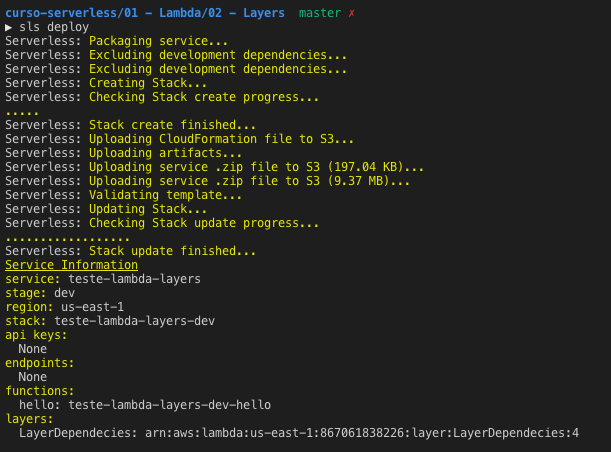 curso-serverless/01 - Lambda/02 - Layers  master ✗
▶ sls deploy
Serverless: Packaging service...
Serverless: Excluding development dependencies...
Serverless: Excluding development dependencies...
Serverless: Creating Stack...
Serverless: Checking Stack create progress...
.....
Serverless: Stack create finished...
Serverless: Uploading CloudFormation file to S3...
Serverless: Uploading artifacts...
Serverless: Uploading service .zip file to S3 (197.04 KB)...
Serverless: Uploading service .zip file to S3 (9.37 MB)...
Serverless: Validating template...
Serverless: Updating Stack...
Serverless: Checking Stack update progress...
..................
Serverless: Stack update finished...
Service Information
service: teste-lambda-layers
stage: dev
region: us-east-1
stack: teste-lambda-layers-dev
api keys:
  None
endpoints:
  None
functions:
  hello: teste-lambda-layers-dev-hello
layers:
  LayerDependecies: arn:aws:lambda:us-east-1:867061838226:layer:LayerDependecies:4